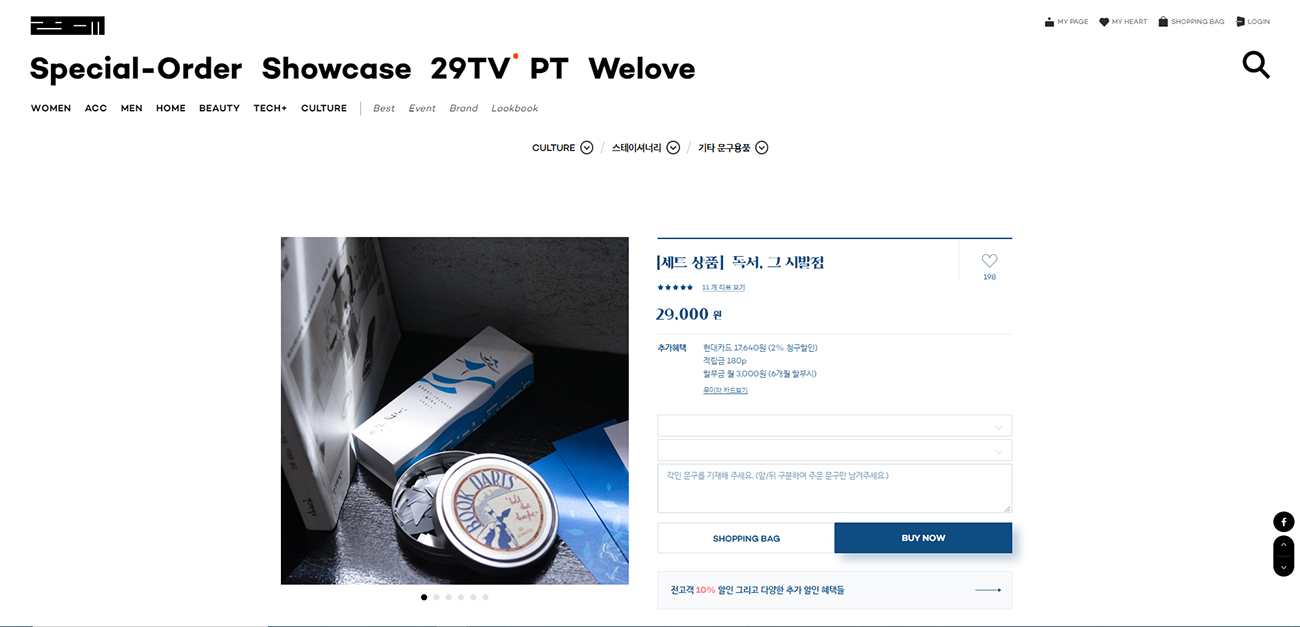 MY PAGE MY HEART SHOPPING BAG LOGIN
Special-Order Showcase 29TV PT Welove
WOMEN ACC MEN HOME BEAUTY TECH+ CULTURE Best Event Brand Lookbook
CULTURE / 스테이셔너리 / 기타 문구용품
[세트 상품] 독서, 그 시발점
198
★★★★★ 11 개 리뷰 보기
29.000 원
추가혜택 현대카드 17,640원 (2% 청구할인)
적립금 180p
할부금 월 3,000원 (6개월 할부시)
무이자 카드보기
각인 문구를 기재해 주세요. (앞/뒤 구분하여 주문 문구만 남겨주세요.)
SHOPPING BAG BUY NOW
전고객 10% 할인 그리고 다양한 추가 할인 혜택들
BOOK DARTS